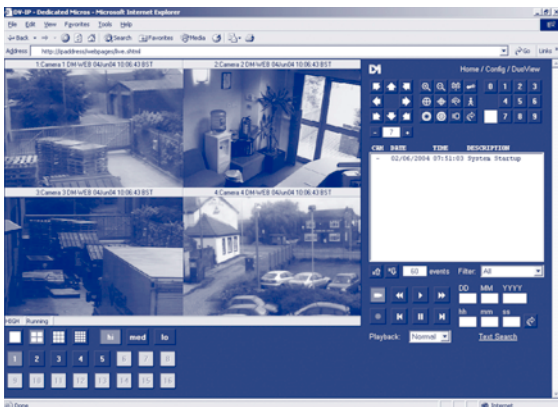 DV-IP - Dedicated Micros - Microsoft Internet Explorer
File Edit View Favorites Tools Help
Back Search Favorites Media
Address http://ipaddress/webpages/live.shtml Go Links
1:Camera 1 DM-WEB 04/Jun04 10:06:43 BST
2:Camera 2 DM-WEB 04/Jun04 10:06:43 BST
3:Camera 3 DM-WEB 04/Jun04 10:06:43 BST
4:Camera 4 DM-WEB 04/Jun04 10:06:43 BST
HIGH Running
hi med lo
1 2 3 4 5 6 7 8
9 10 11 12 13 14 15 16
Home / Config / DuoView
0 1 2 3
4 5 6
7 8 9
- 7 +
CAM DATE TIME DESCRIPTION
- 02/06/2004 07:51:03 System Startup
60 events Filter: All
DD MM YYYY
hh mm ss
Playback: Normal Text Search
Done Internet